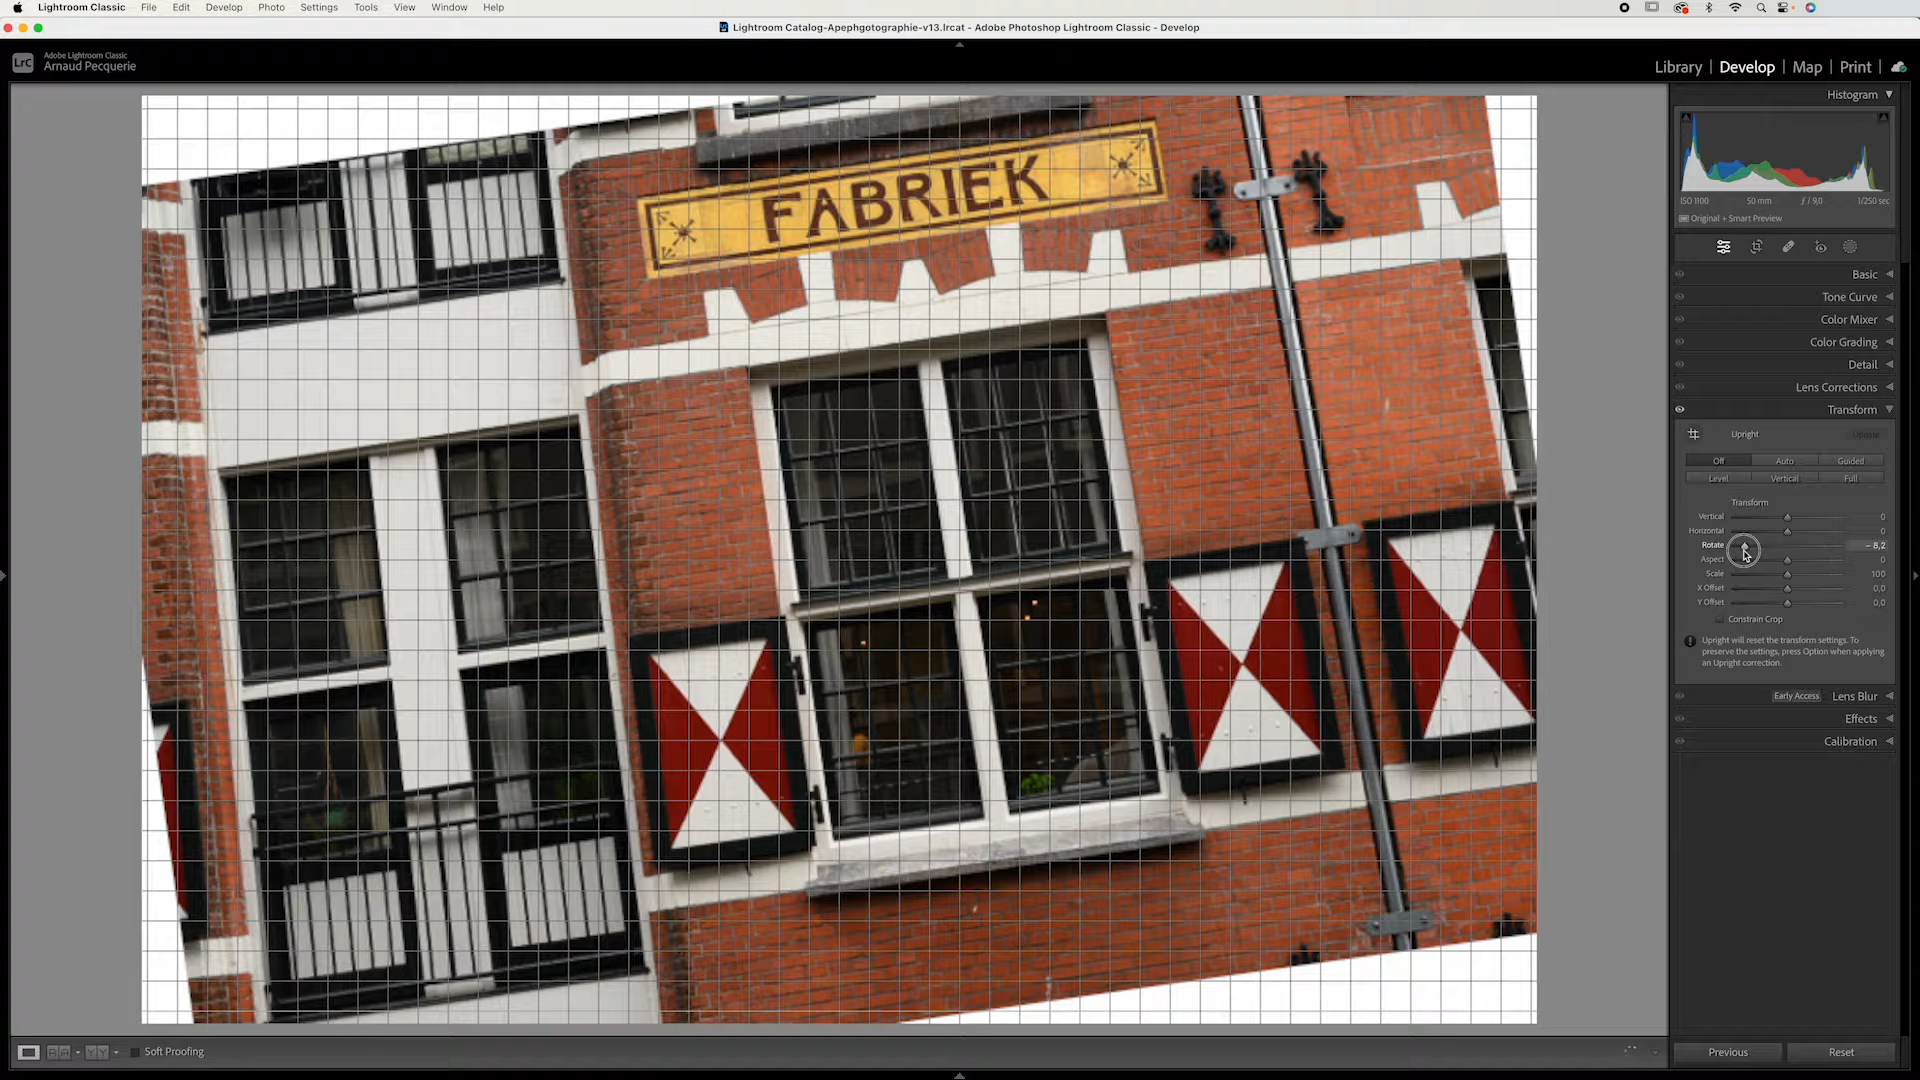 Lightroom Classic File Edit Develop Photo Settings Tools View Window Help
Lightroom Catalog-Apephgotographie-v13.lrcat - Adobe Photoshop Lightroom Classic - Develop
LrC
Adobe Lightroom Classic
Arnaud Pecquerie
Library | Develop | Map | Print |
Histogram
ISO 1100 50 mm ƒ / 9,0 1/250 sec
Original + Smart Preview
Basic
Tone Curve
Color Mixer
Color Grading
Detail
Lens Corrections
Transform
Upright Update
Off Auto Guided
Level Vertical Full
Transform
Vertical 0
Horizontal 0
Rotate − 8,2
Aspect 0
Scale 100
X Offset 0,0
Y Offset 0,0
Constrain Crop
Upright will reset the transform settings. To
preserve the settings, press Option when applying
an Upright correction.
Early Access Lens Blur
Effects
Calibration
FABRIEK
Soft Proofing
Previous Reset